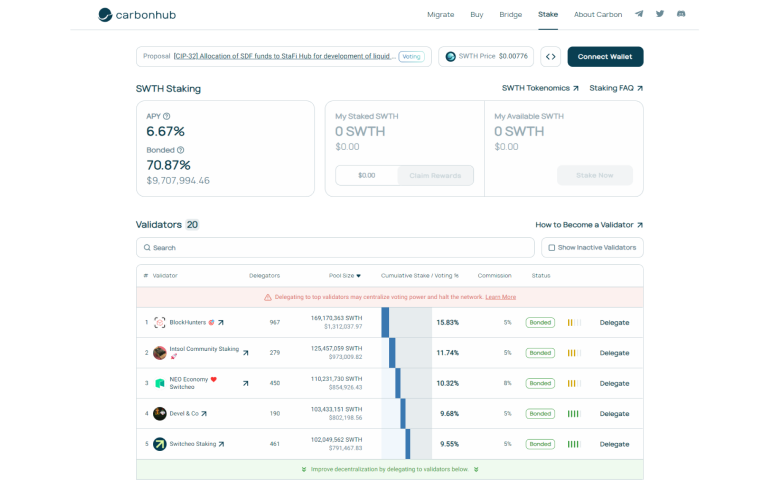 carbonhub
Migrate Buy Bridge Stake About Carbon
Proposal [CIP-32] Allocation of SDF funds to StaFi Hub for development of liquid ... Voting
SWTH Price $0.00776
Connect Wallet
SWTH Staking
SWTH Tokenomics Staking FAQ
APY
6.67%
Bonded
70.87%
$9,707,994.46
My Staked SWTH
0 SWTH
$0.00
$0.00 Claim Rewards
My Available SWTH
0 SWTH
$0.00
Stake Now
Validators 20
How to Become a Validator
Search
Show Inactive Validators
# Validator Delegators Pool Size Cumulative Stake / Voting % Commission Status
Delegating to top validators may centralize voting power and halt the network. Learn More
1 BlockHunters 967 169,170,363 SWTH 15.83% 5% Bonded Delegate
$1,312,037.97
2 Intsol Community Staking 279 125,457,059 SWTH 11.74% 5% Bonded Delegate
$973,009.82
3 NEO Economy Switcheo 450 110,231,730 SWTH 10.32% 8% Bonded Delegate
$854,926.43
4 Devel & Co 190 103,433,151 SWTH 9.68% 5% Bonded Delegate
$802,198.56
5 Switcheo Staking 461 102,049,562 SWTH 9.55% 5% Bonded Delegate
$791,467.83
Improve decentralization by delegating to validators below.